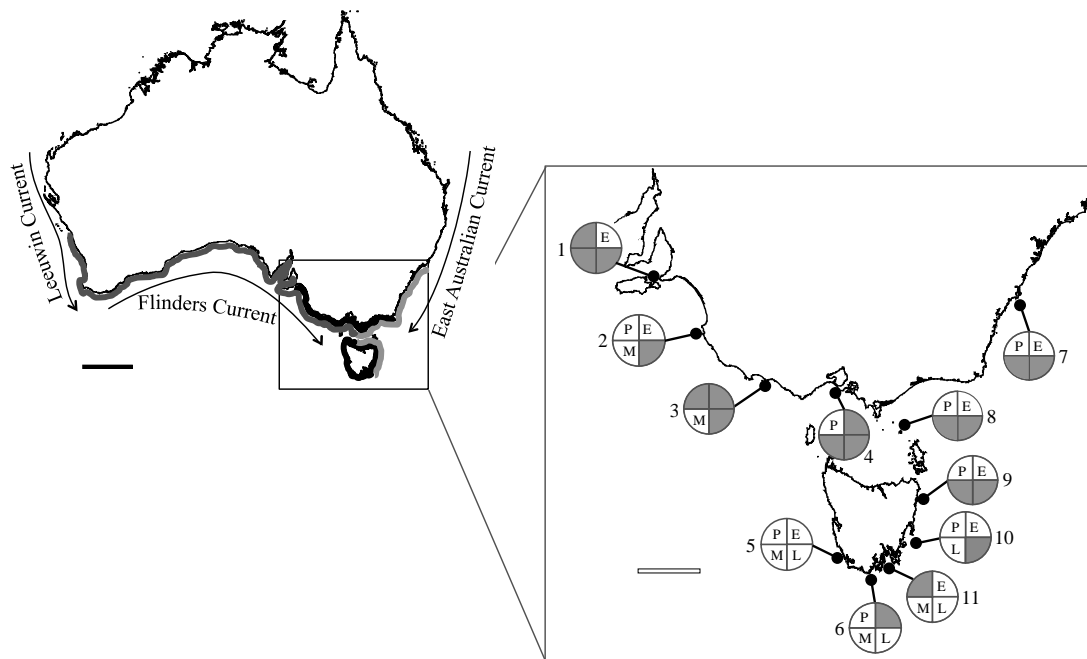 Leeuwin Current
Flinders Current
East Australian Current
1
E
2
P E
M
3
M
P
4
5
P E
M L
P
6
M L
P E
7
P E
8
P E
9
P E
L
10
E
M L
11